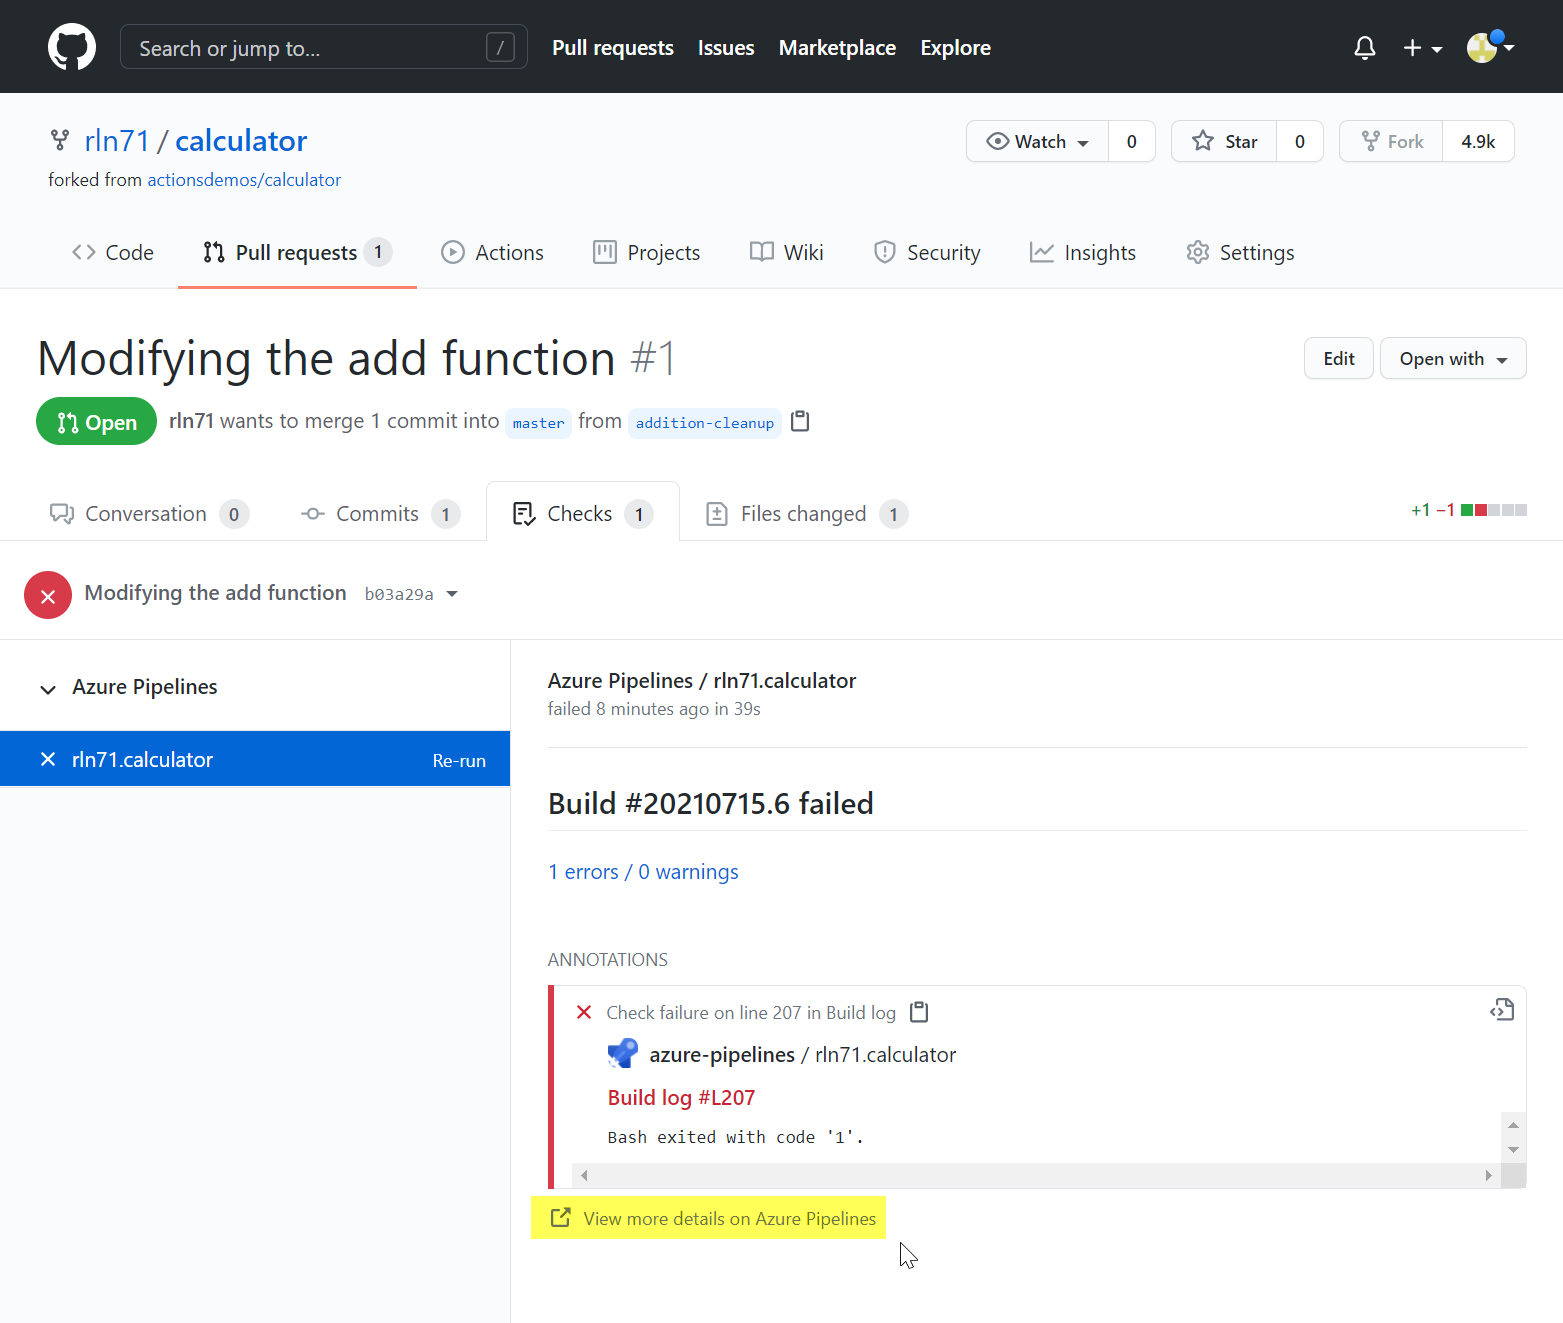 Search or jump to... / Pull requests Issues Marketplace Explore
rln71 / calculator Watch 0 Star 0 Fork 4.9k
forked from actionsdemos/calculator
Code Pull requests 1 Actions Projects Wiki Security Insights Settings
Modifying the add function #1 Edit Open with
Open rln71 wants to merge 1 commit into master from addition-cleanup
Conversation 0 Commits 1 Checks 1 Files changed 1 +1 −1
Modifying the add function b03a29a
Azure Pipelines
rln71.calculator Re-run
Azure Pipelines / rln71.calculator
failed 8 minutes ago in 39s
Build #20210715.6 failed
1 errors / 0 warnings
ANNOTATIONS
Check failure on line 207 in Build log
azure-pipelines / rln71.calculator
Build log #L207
Bash exited with code '1'.
View more details on Azure Pipelines